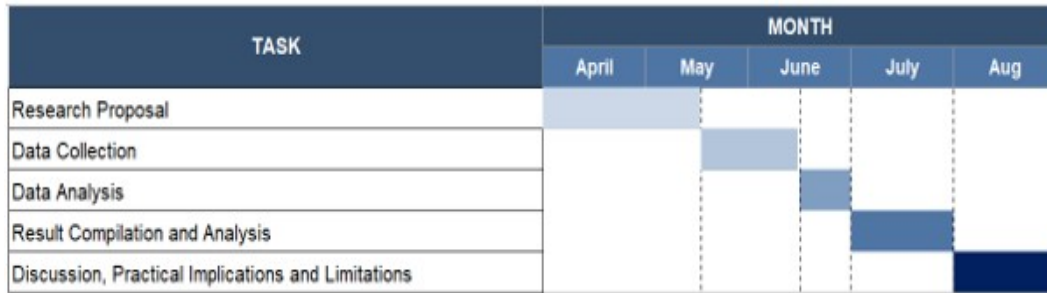 TASK
MONTH
April May June July Aug
Research Proposal
Data Collection
Data Analysis
Result Compilation and Analysis
Discussion, Practical Implications and Limitations